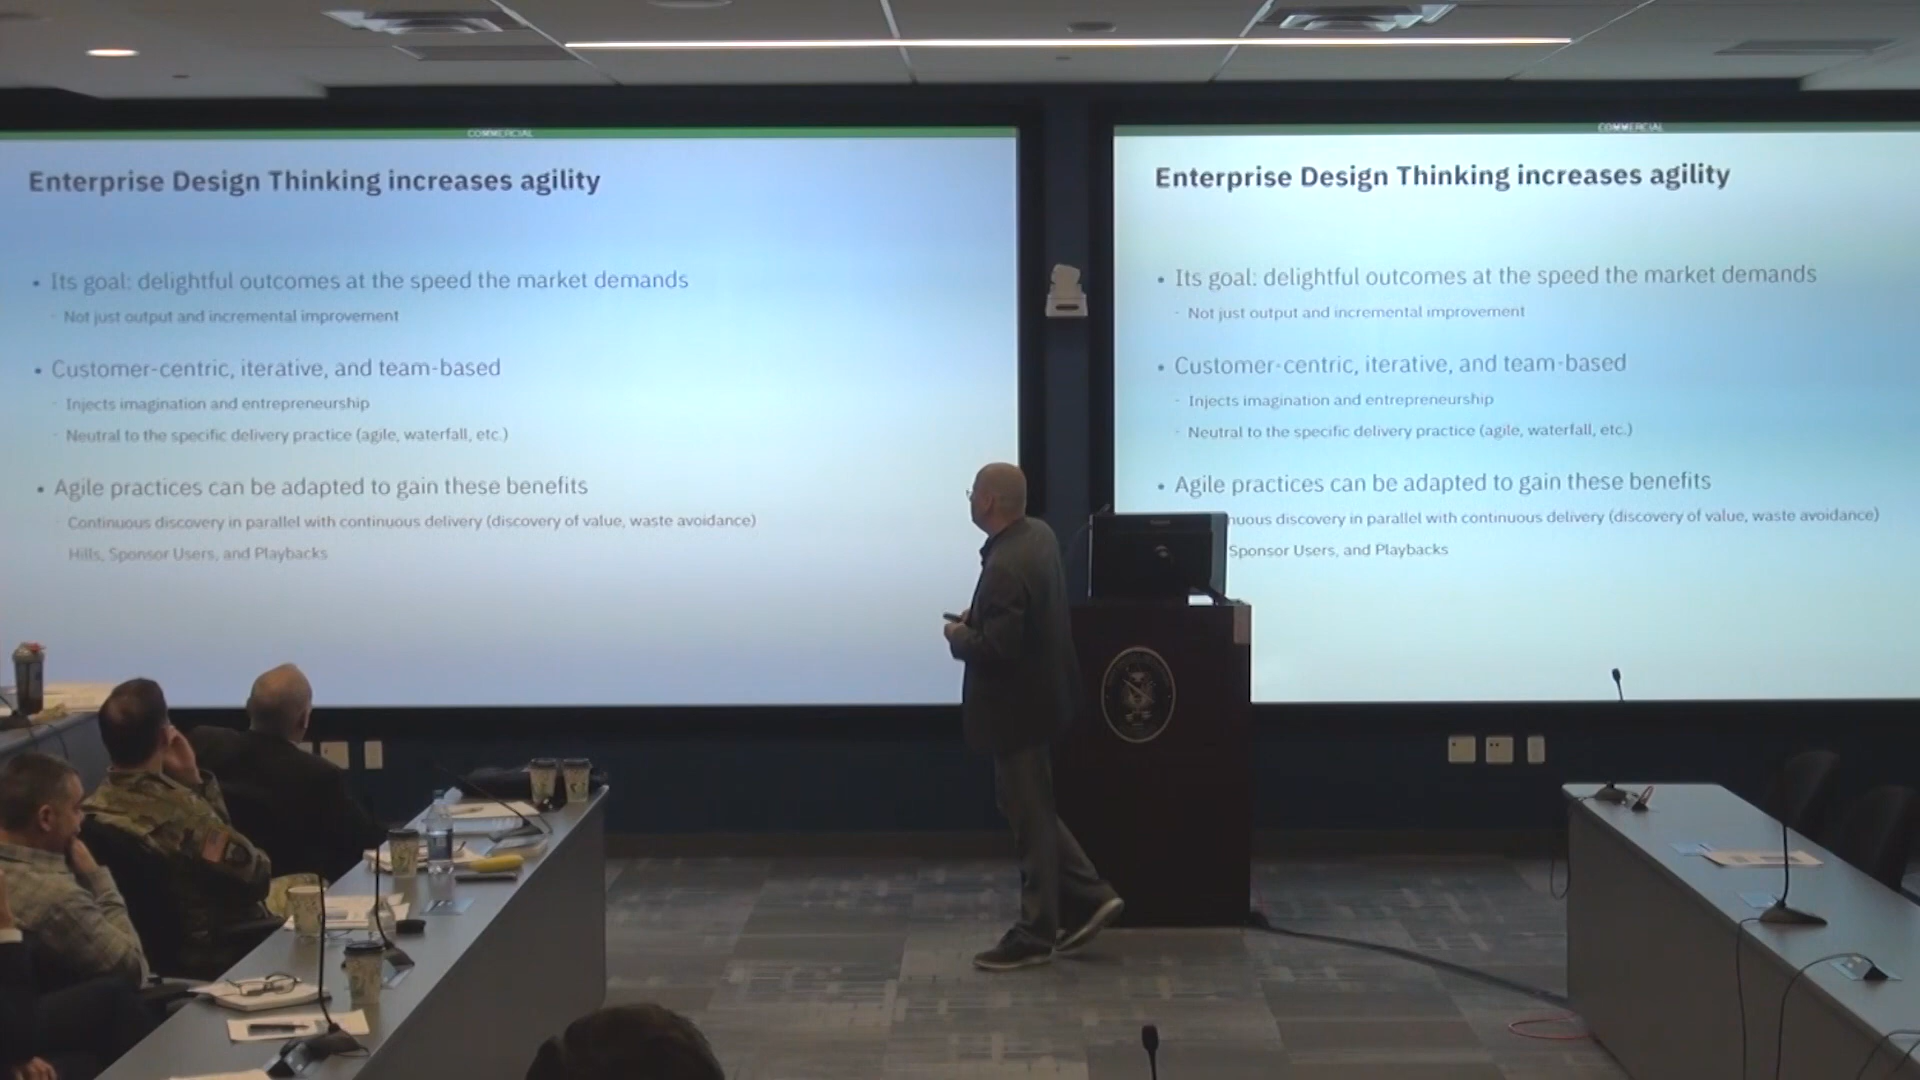 COMMERCIAL
Enterprise Design Thinking increases agility
• Its goal: delightful outcomes at the speed the market demands
- Not just output and incremental improvement
• Customer-centric, iterative, and team-based
- Injects imagination and entrepreneurship
- Neutral to the specific delivery practice (agile, waterfall, etc.)
• Agile practices can be adapted to gain these benefits
- Continuous discovery in parallel with continuous delivery (discovery of value, waste avoidance)
- Hills, Sponsor Users, and Playbacks
COMMERCIAL
Enterprise Design Thinking increases agility
• Its goal: delightful outcomes at the speed the market demands
- Not just output and incremental improvement
• Customer-centric, iterative, and team-based
- Injects imagination and entrepreneurship
- Neutral to the specific delivery practice (agile, waterfall, etc.)
• Agile practices can be adapted to gain these benefits
nuous discovery in parallel with continuous delivery (discovery of value, waste avoidance)
Sponsor Users, and Playbacks